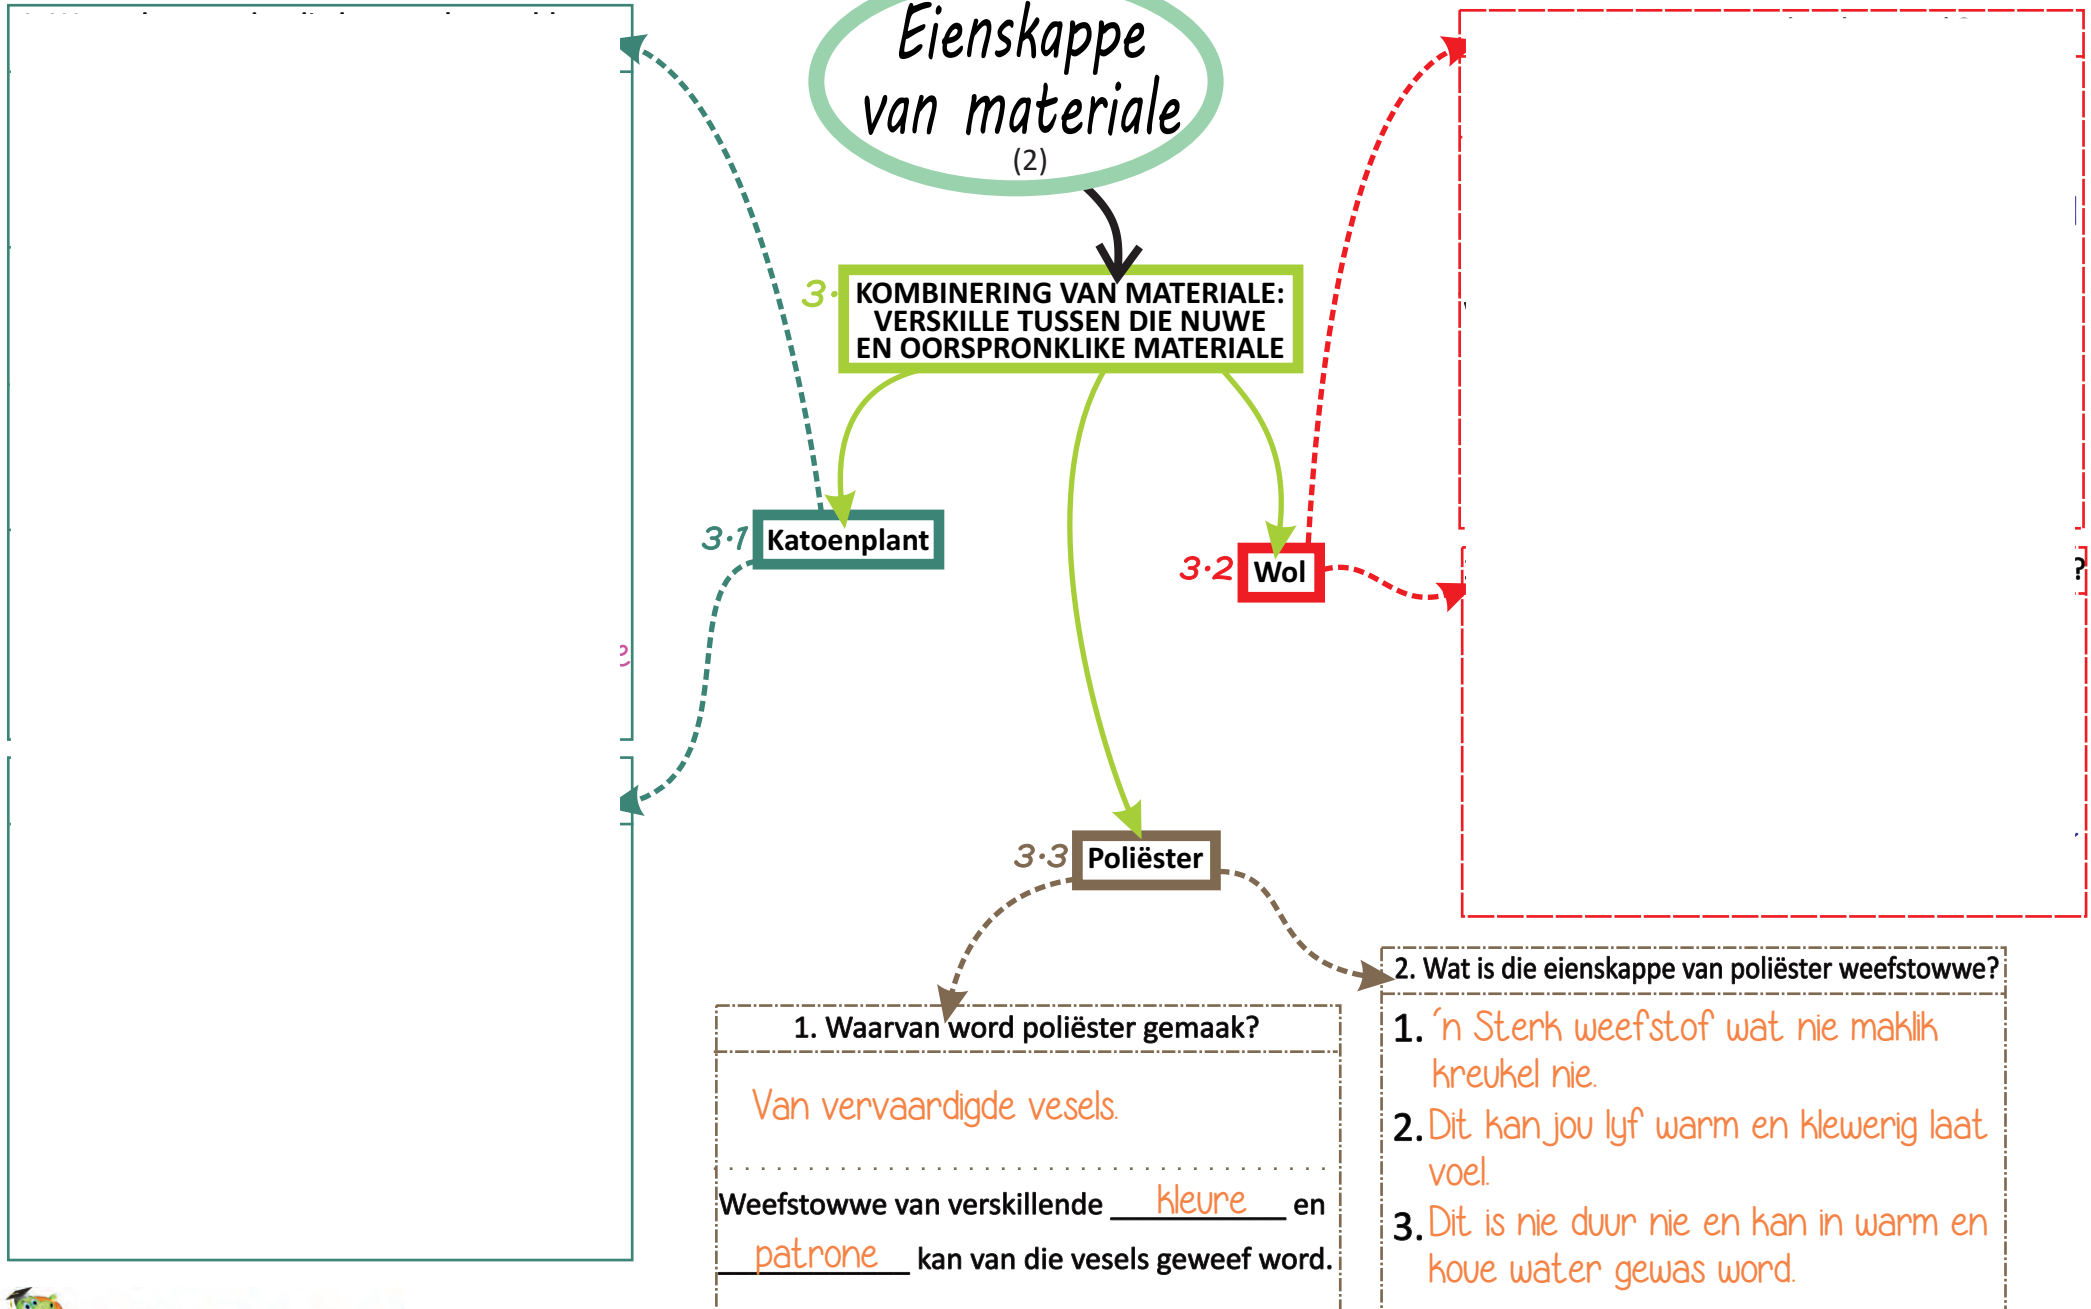 Eienskappe
van materiale
(2)
3. KOMBINERING VAN MATERIALE:
VERSKILLE TUSSEN DIE NUWE
EN OORSPRONKLIKE MATERIALE
3.1 Katoenplant
3.2 Wol
?
3.3 Poliëster
1. Waarvan word poliëster gemaak?
Van vervaardigde vesels.
Weefstowwe van verskillende kleure en
patrone kan van die vesels geweef word.
2. Wat is die eienskappe van poliëster weefstowwe?
1. 'n Sterk weefstof wat nie maklik
kreukel nie.
2. Dit kan jou lyf warm en klewerig laat
voel.
3. Dit is nie duur nie en kan in warm en
koue water gewas word.